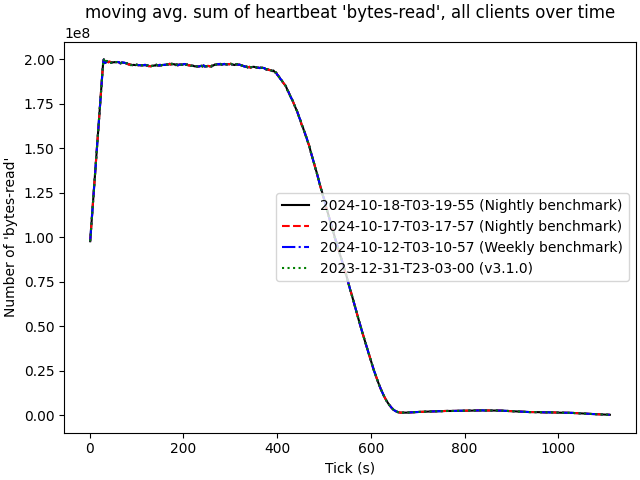 moving avg. sum of heartbeat 'bytes-read', all clients over time
1e8
2.00
1.75
1.50
1.25
1.00
0.75
0.50
0.25
0.00
Number of 'bytes-read'
2024-10-18-T03-19-55 (Nightly benchmark)
2024-10-17-T03-17-57 (Nightly benchmark)
2024-10-12-T03-10-57 (Weekly benchmark)
2023-12-31-T23-03-00 (v3.1.0)
0 200 400 600 800 1000
Tick (s)